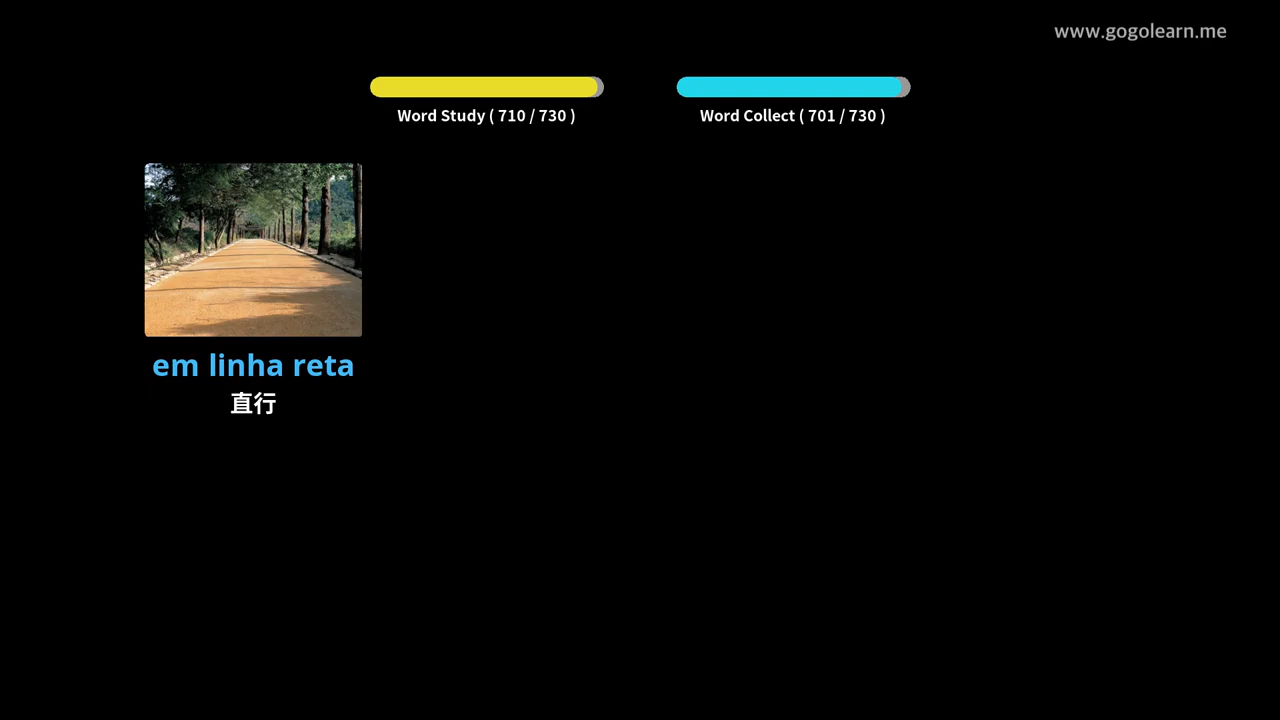 www.gogolearn.me
Word Study ( 710 / 730 )
Word Collect ( 701 / 730 )
em linha reta
直行